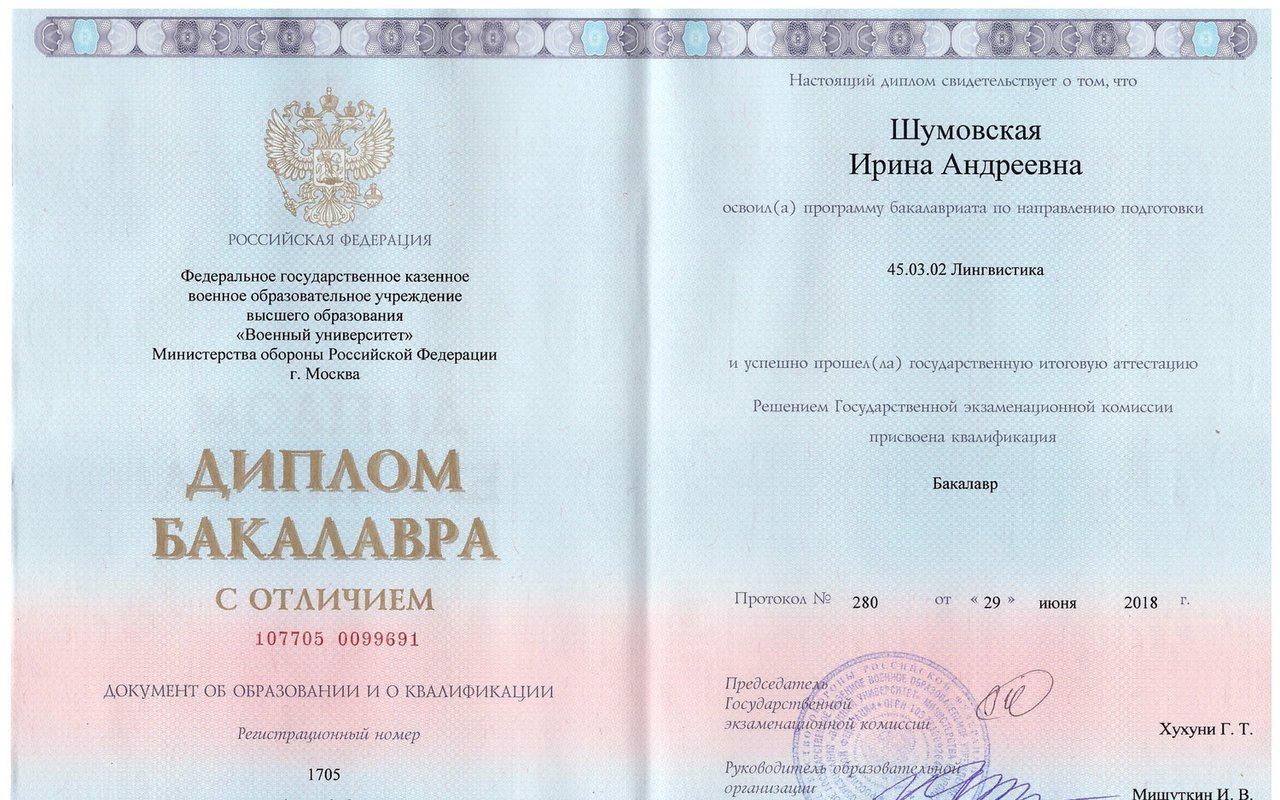 РОССИЙСКАЯ ФЕДЕРАЦИЯ
Федеральное государственное казенное
военное образовательное учреждение
высшего образования
«Военный университет»
Министерства обороны Российской Федерации
г. Москва
ДИПЛОМ
БАКАЛАВРА
С ОТЛИЧИЕМ
107705 0099691
ДОКУМЕНТ ОБ ОБРАЗОВАНИИ И О КВАЛИФИКАЦИИ
Регистрационный номер
1705
Настоящий диплом свидетельствует о том, что
Шумовская
Ирина Андреевна
освоил(а) программу бакалавриата по направлению подготовки
45.03.02 Лингвистика
и успешно прошел(ла) государственную итоговую аттестацию
Решением Государственной экзаменационной комиссии
присвоена квалификация
Бакалавр
Протокол № 280 от « 29 » июня 2018 г.
Председатель
Государственной
экзаменационной комиссии
Хухуни Г. Т.
Руководитель образовательной
организации
Мишуткин И. В.